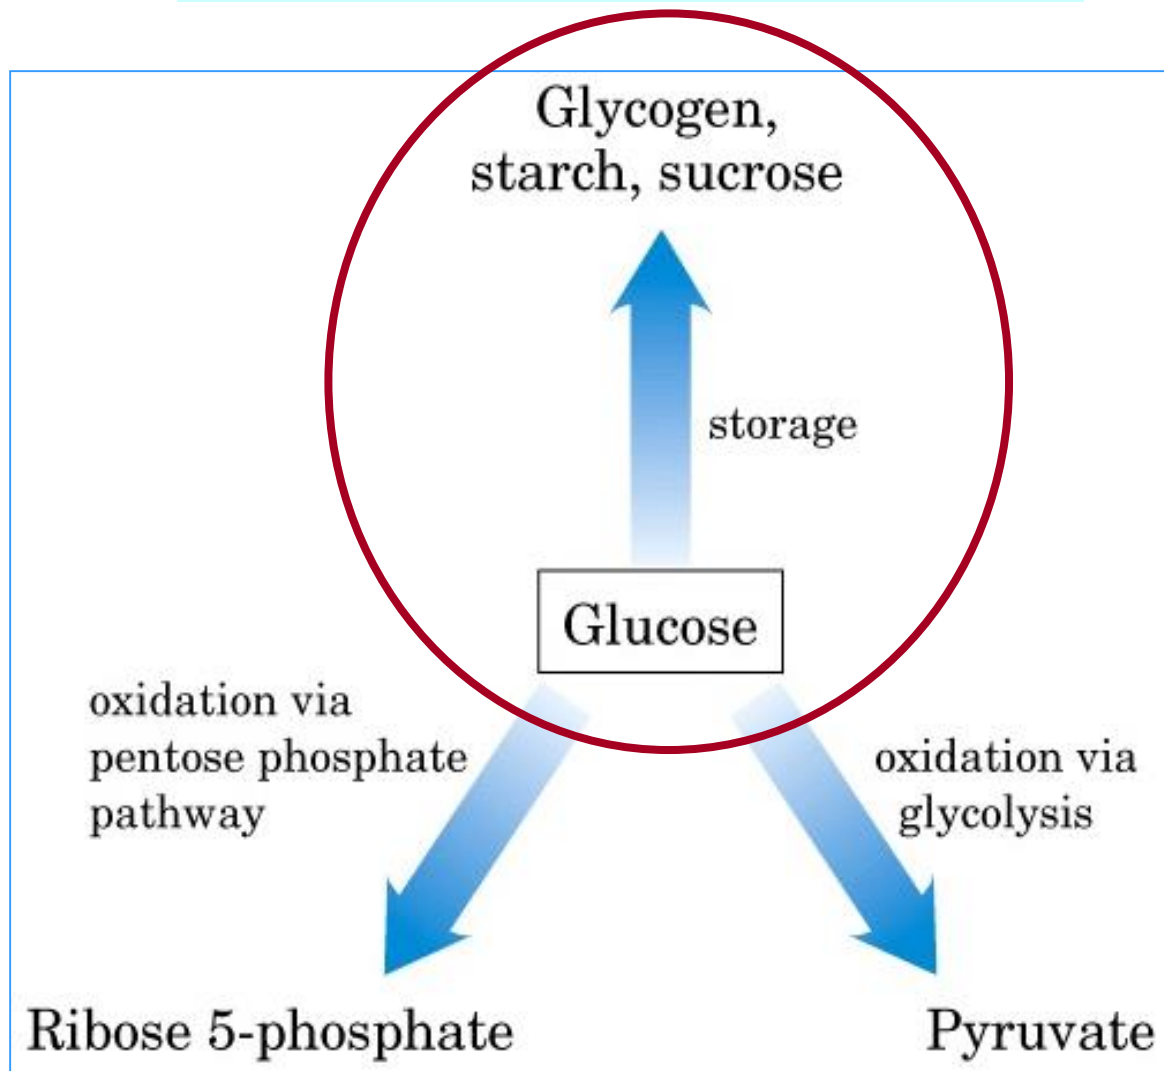 Glycogen,
starch, sucrose
storage
Glucose
oxidation via
pentose phosphate
pathway
oxidation via
glycolysis
Ribose 5-phosphate
Pyruvate